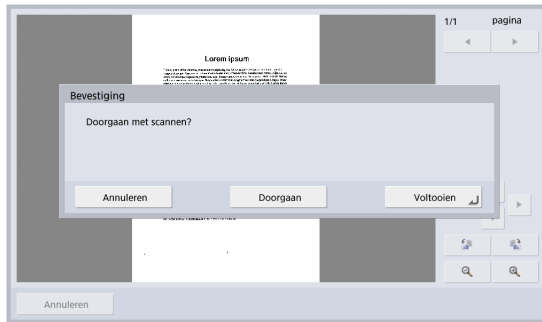 1/1 pagina
Lorem ipsum
Bevestiging
Doorgaan met scannen?
Annuleren Doorgaan Voltooien
Annuleren